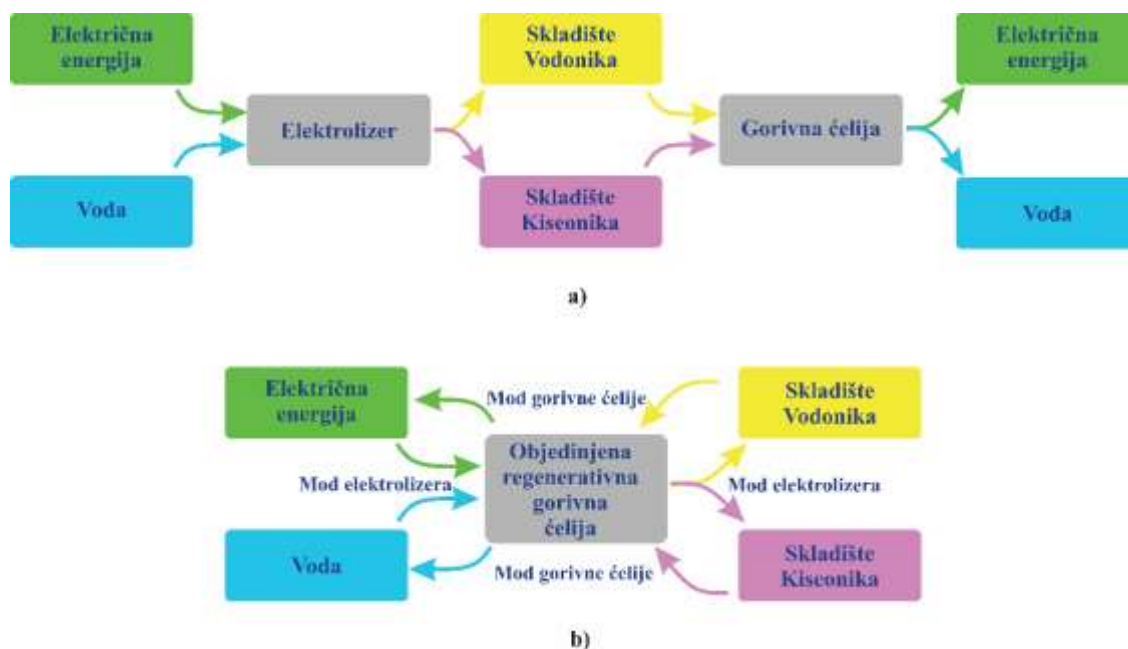 Električna
energija
Skladište
Vodonika
Električna
energija
Elektrolizer
Gorivna ćelija
Voda
Skladište
Kiseonika
Voda
a)
Električna
energija
Mod gorivne ćelije
Skladište
Vodonika
Objedinjena
regenerativna
gorivna
ćelija
Mod elektrolizera
Mod elektrolizera
Voda
Mod gorivne ćelije
Skladište
Kiseonika
b)